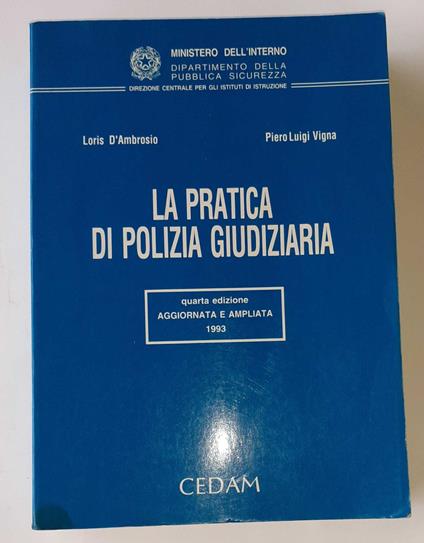 MINISTERO DELL'INTERNO
DIPARTIMENTO DELLA
PUBBLICA SICUREZZA
DIREZIONE CENTRALE PER GLI ISTITUTI DI ISTRUZIONE
Loris D'Ambrosio
Piero Luigi Vigna
LA PRATICA
DI POLIZIA GIUDIZIARIA
quarta edizione
AGGIORNATA E AMPLIATA
1993
CEDAM